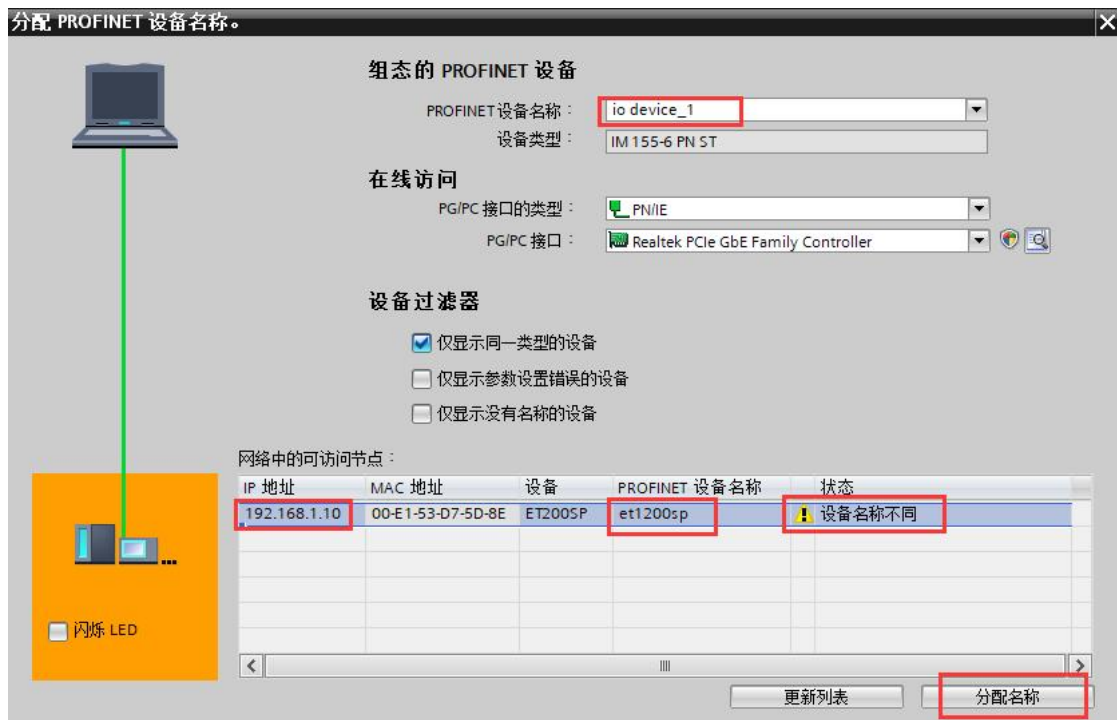 分配 PROFINET 设备名称。
组态的 PROFINET 设备
PROFINET设备名称： io device_1
设备类型： IM 155-6 PN ST
在线访问
PG/PC 接口的类型： PN/IE
PG/PC 接口： Realtek PCIe GbE Family Controller
设备过滤器
仅显示同一类型的设备
仅显示参数设置错误的设备
仅显示没有名称的设备
网络中的可访问节点：
IP 地址 MAC 地址 设备 PROFINET 设备名称 状态
192.168.1.10 00-E1-53-D7-5D-8E ET200SP et1200sp 设备名称不同
闪烁 LED
更新列表 分配名称